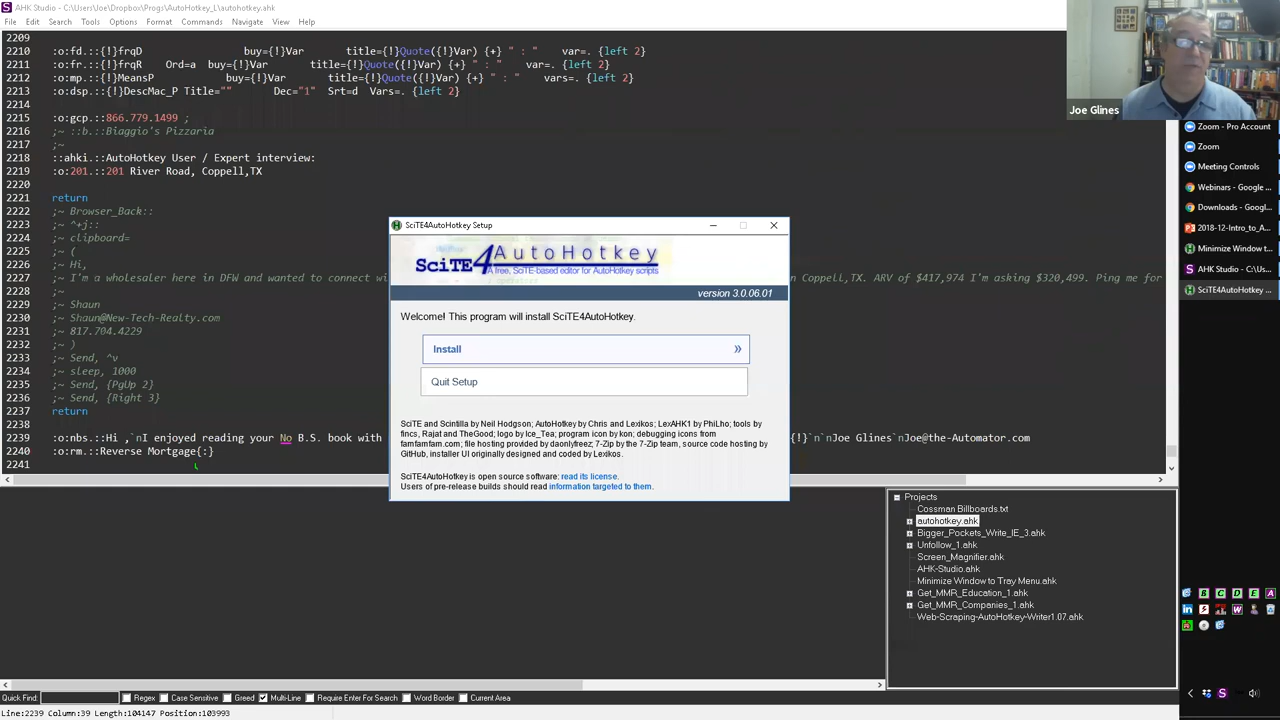 AHK Studio - C:\Users\Joe\Dropbox\Progs\AutoHotkey_L\autohotkey.ahk
File Edit Search Tools Options Format Commands Navigate View Help
2209
2210 :o:fd.::{!}frqD buy={!}Var title={!}Quote({!}Var) {+} " : " var=. {left 2}
2211 :o:fr.::{!}frqR Ord=a buy={!}Var title={!}Quote({!}Var) {+} " : " var=. {left 2}
2212 :o:mp.::{!}MeansP buy={!}Var title={!}Quote({!}Var) {+} " : " vars=. {left 2}
2213 :o:dsp.::{!}DescMac_P Title="" Dec="1" Srt=d Vars=. {left 2}
2214
2215 :o:gcp.::866.779.1499 ;
2216 ;~ ::b.::Biaggio's Pizzaria
2217 ;~
2218 ::ahki.::AutoHotkey User / Expert interview:
2219 :o:201.::201 River Road, Coppell,TX
2220
2221 return
2222 ;~ Browser_Back::
2223 ;~ ^+j::
2224 ;~ clipboard=
2225 ;~ (
2226 ;~ Hi,
2227 ;~ I'm a wholesaler here in DFW and wanted to connect wi n Coppell,TX. ARV of $417,974 I'm asking $320,499. Ping me for
2228 ;~
2229 ;~ Shaun
2230 ;~ Shaun@New-Tech-Realty.com
2231 ;~ 817.704.4229
2232 ;~ )
2233 ;~ Send, ^v
2234 ;~ sleep, 1000
2235 ;~ Send, {PgUp 2}
2236 ;~ Send, {Right 3}
2237 return
2238
2239 :o:nbs.::Hi ,`nI enjoyed reading your No B.S. book with {!}`n`nJoe Glines`nJoe@the-Automator.com
2240 :o:rm.::Reverse Mortgage{:}
2241
SciTE4AutoHotkey Setup
SciTE4AutoHotkey
A free, SciTE-based editor for AutoHotkey scripts
version 3.0.06.01
Welcome! This program will install SciTE4AutoHotkey.
Install »
Quit Setup
SciTE and Scintilla by Neil Hodgson; AutoHotkey by Chris and Lexikos; LexAHK1 by PhiLho; tools by
fincs, Rajat and TheGood; logo by Ice_Tea; program icon by kon; debugging icons from
famfamfam.com; file hosting provided by daonlyfreez; 7-Zip by the 7-Zip team, source code hosting by
GitHub, installer UI originally designed and coded by Lexikos.
SciTE4AutoHotkey is open source software: read its license.
Users of pre-release builds should read information targeted to them.
Joe Glines
Zoom - Pro Account
Zoom
Meeting Controls
Webinars - Google ...
Downloads - Googl...
2018-12-Intro_to_A...
Minimize Window t...
AHK Studio - C:\Us...
SciTE4AutoHotkey ...
Projects
Cossman Billboards.txt
autohotkey.ahk
Bigger_Pockets_Write_IE_3.ahk
Unfollow_1.ahk
Screen_Magnifier.ahk
AHK-Studio.ahk
Minimize Window to Tray Menu.ahk
Get_MMR_Education_1.ahk
Get_MMR_Companies_1.ahk
Web-Scraping-AutoHotkey-Writer1.07.ahk
B C D E A
Quick Find: Regex Case Sensitive Greed Multi-Line Require Enter For Search Word Border Current Area
Line:2239 Column:39 Length:104147 Position:103993